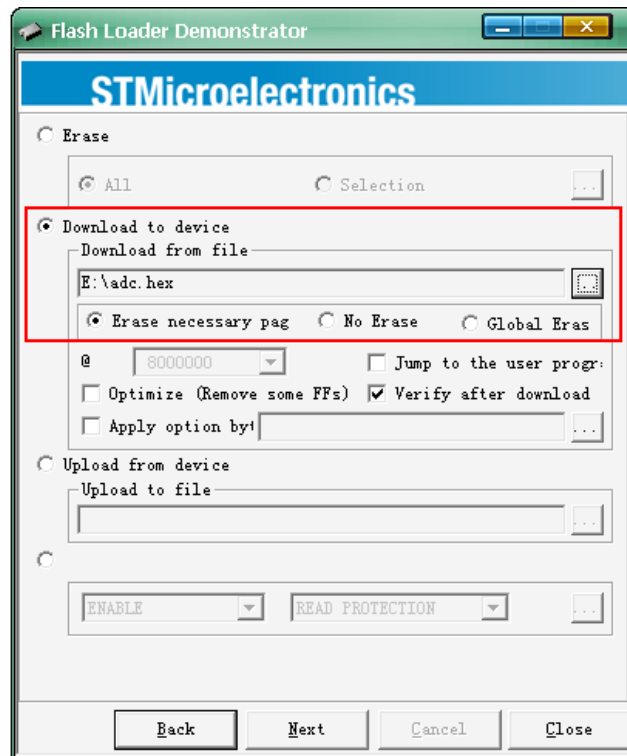 Flash Loader Demonstrator
STMicroelectronics
Erase
All Selection ...
Download to device
Download from file
E:\adc.hex ...
Erase necessary pag No Erase Global Eras
@ 8000000 Jump to the user progr
Optimize (Remove some FFs) Verify after download
Apply option byt ...
Upload from device
Upload to file
...
ENABLE READ PROTECTION ...
Back Next Cancel Close